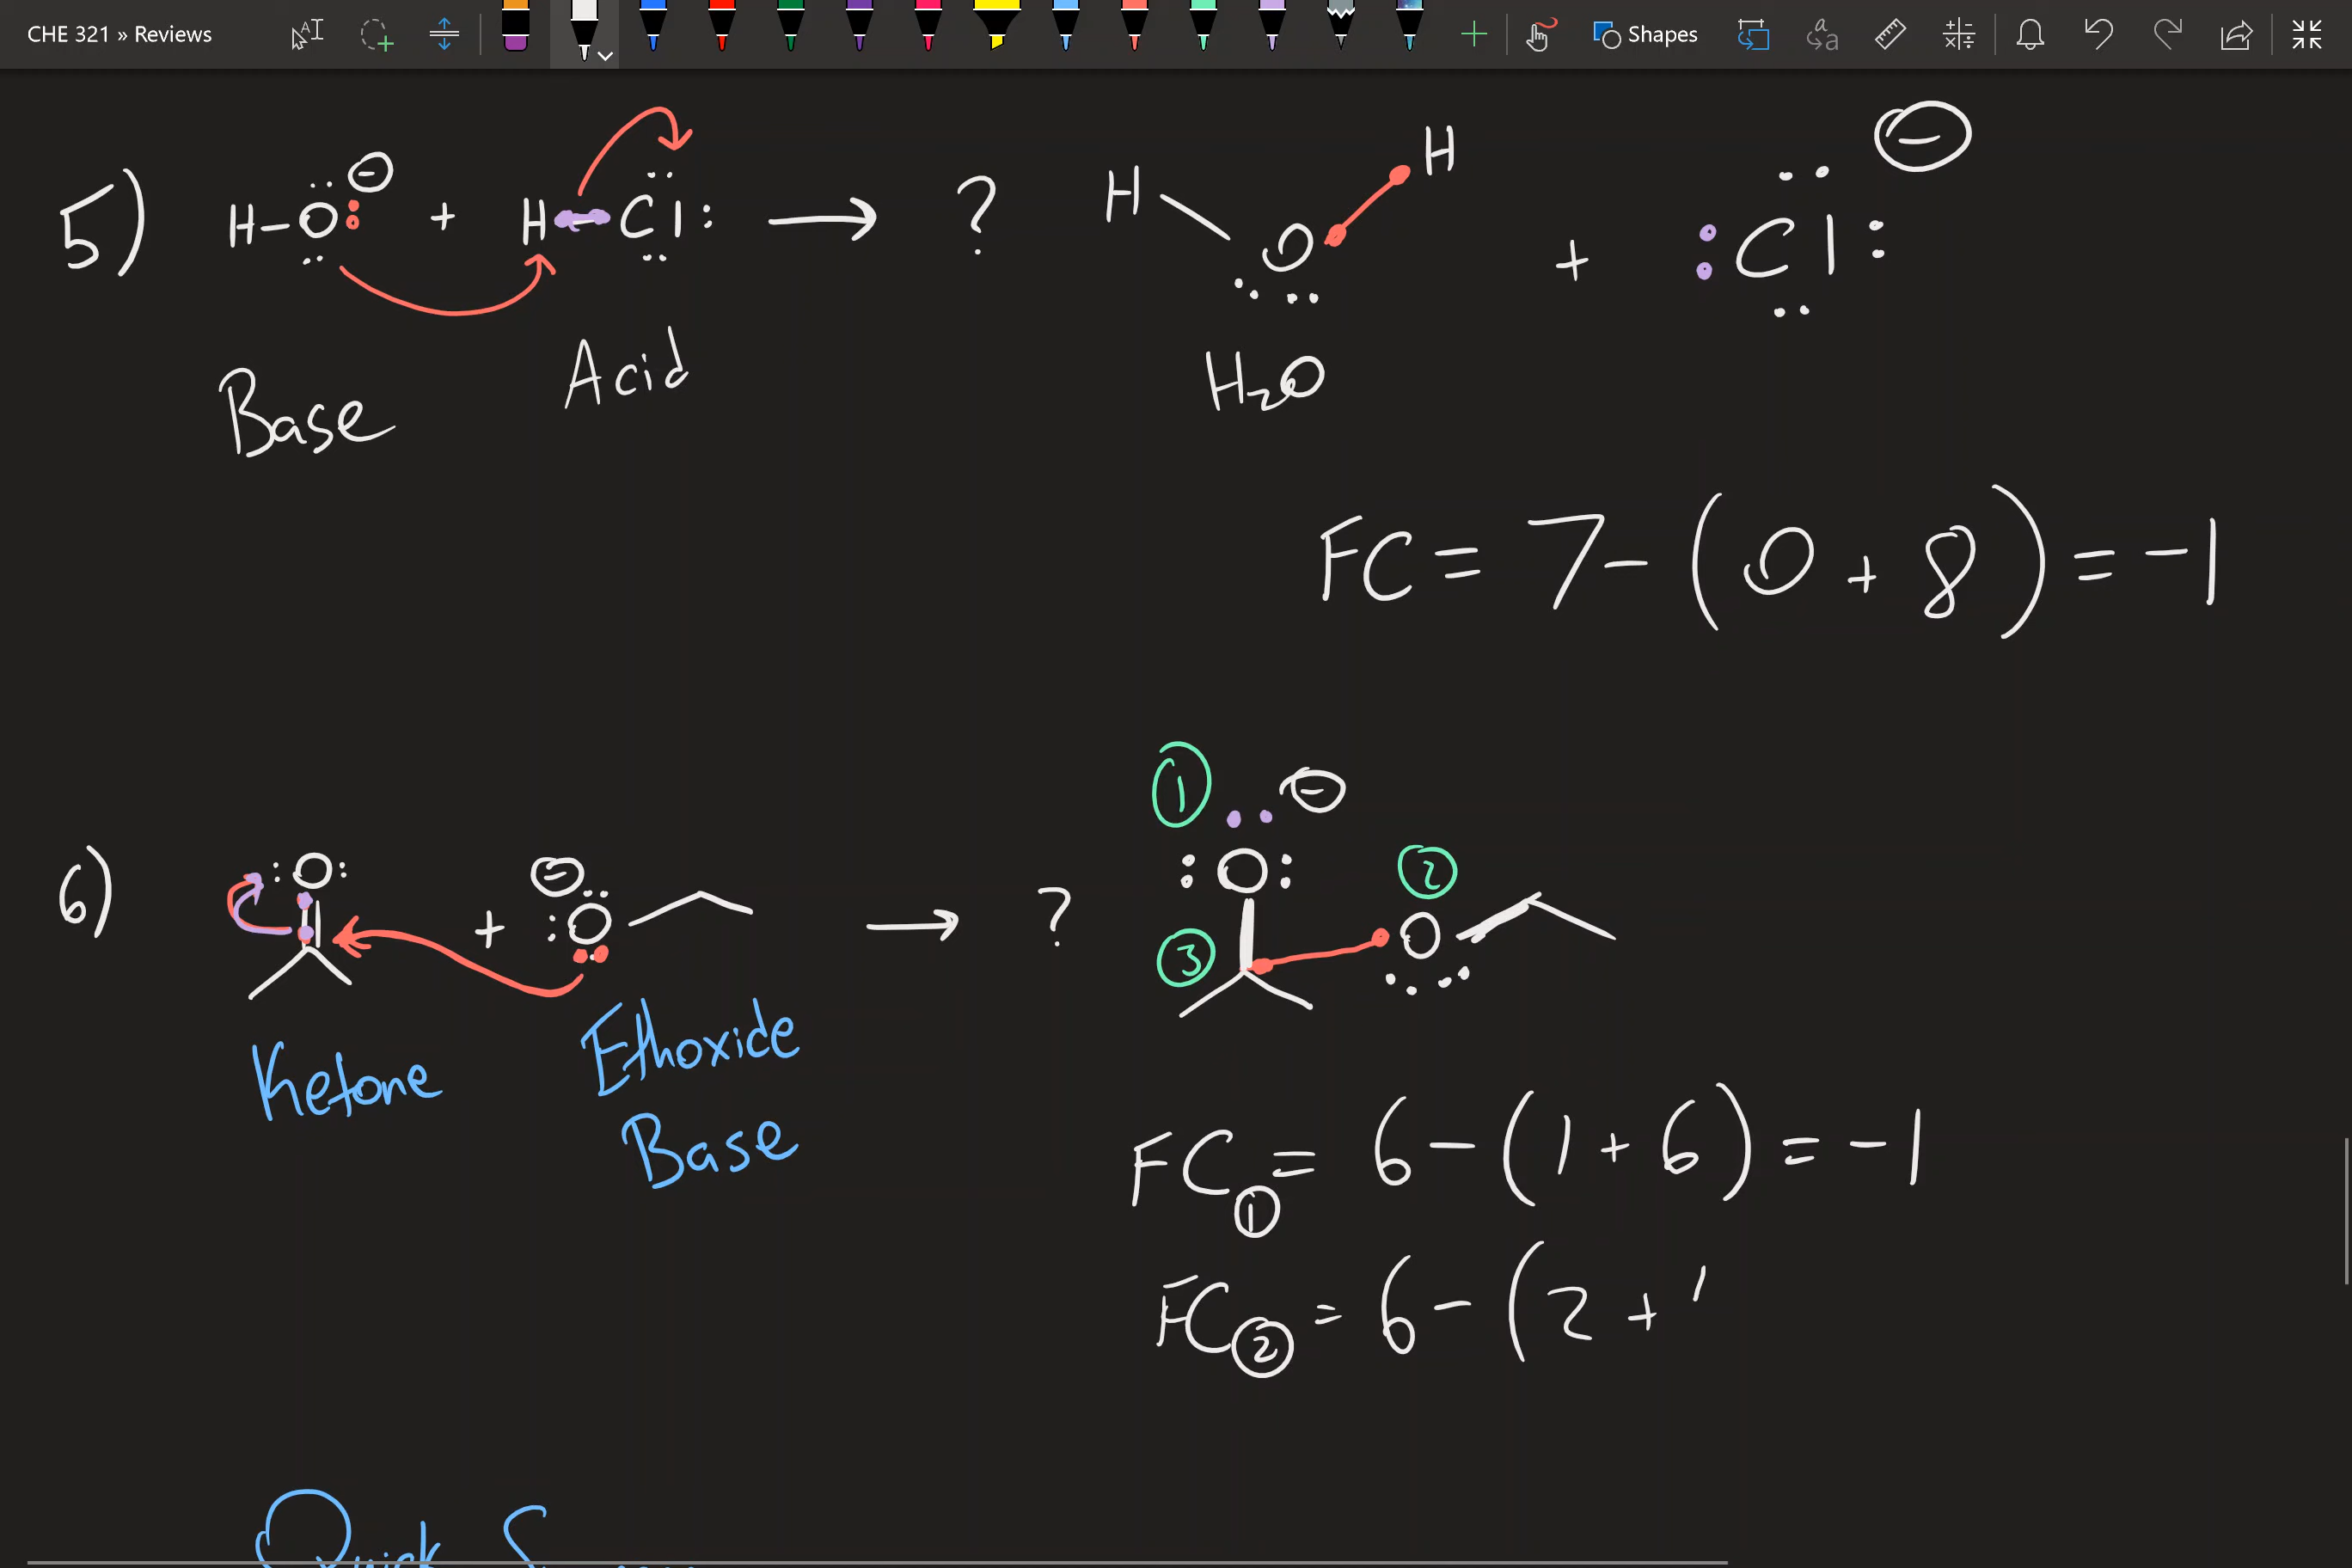 CHE 321 » Reviews Shapes
5) H-O: ⊖ + H-Cl: → ? H O H + :Cl: ⊖
Base Acid H₂O
FC = 7 - (0 + 8) = -1
① ⊖
6) :O: + ⊖ :O → ? :O: ② O
③
Ketone Ethoxide
Base
FC① = 6 - (1 + 6) = -1
FC② = 6 - (2 +
Quick